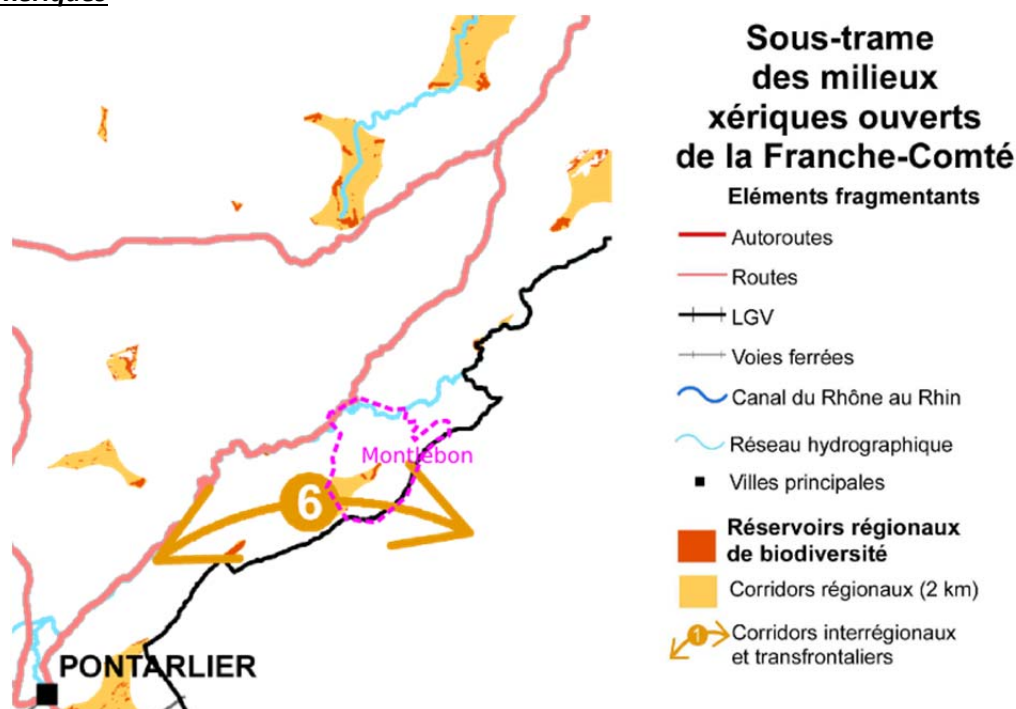 Sous-trame
des milieux
xériques ouverts
de la Franche-Comté
Eléments fragmentants
Autoroutes
Routes
LGV
Voies ferrées
Canal du Rhône au Rhin
Réseau hydrographique
Villes principales
Réservoirs régionaux
de biodiversité
Corridors régionaux (2 km)
1
Corridors interrégionaux
et transfrontaliers
Montlebon
6
PONTARLIER